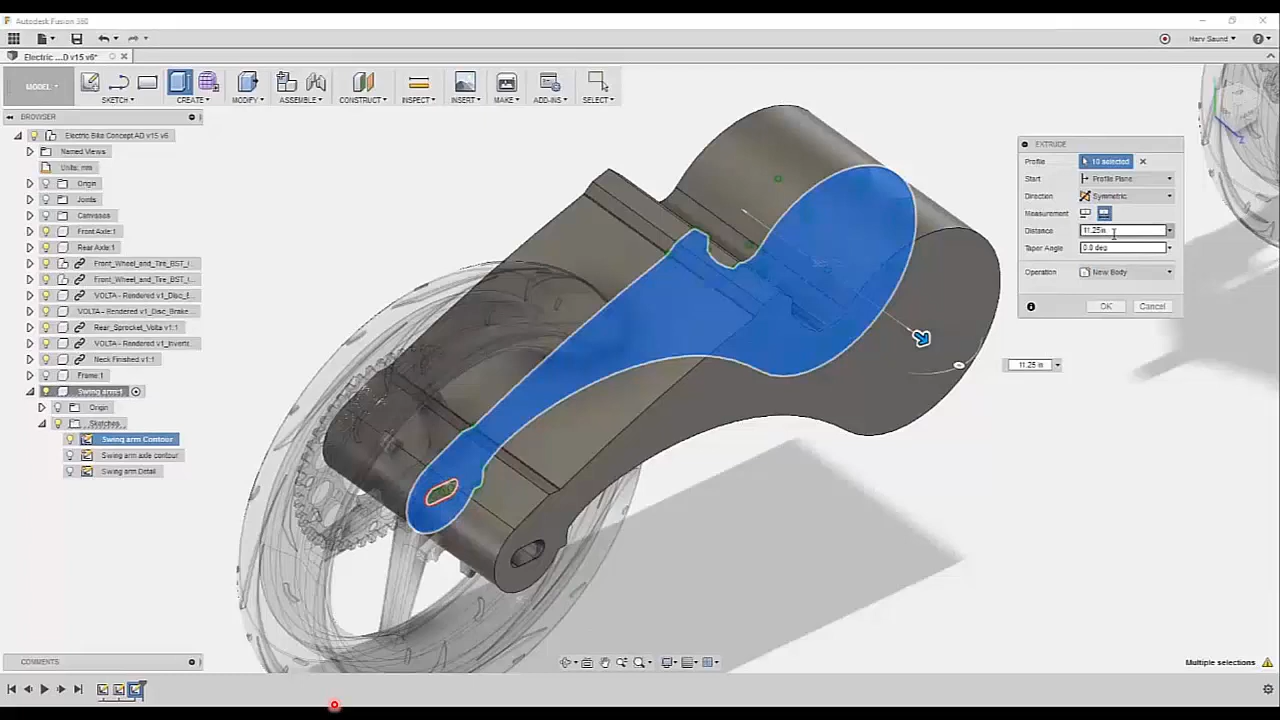 Autodesk Fusion 360
Harv Saund
Electric ...D v15 v6*
MODEL
SKETCH
CREATE
MODIFY
ASSEMBLE
CONSTRUCT
INSPECT
INSERT
MAKE
ADD-INS
SELECT
BROWSER
Electric Bike Concept AD v15 v6
Named Views
Units: mm
Origin
Joints
Canvases
Front Axle:1
Rear Axle:1
Front_Wheel_and_Tire_BST_
Front_Wheel_and_Tire_BST_
VOLTA - Rendered v1_Disc_E...
VOLTA - Rendered v1_Disc_Brake...
Rear_Sprocket_Volta v1:1
VOLTA - Rendered v1_Inverte...
Neck Finished v1:1
Frame:1
Swing arm:1
Origin
Sketches
Swing arm Contour
Swing arm axle contour
Swing arm Detail
EXTRUDE
Profile 10 selected
Start Profile Plane
Direction Symmetric
Measurement
Distance 11.25in
Taper Angle 0.0 deg
Operation New Body
OK Cancel
11.25 in
COMMENTS
Multiple selections